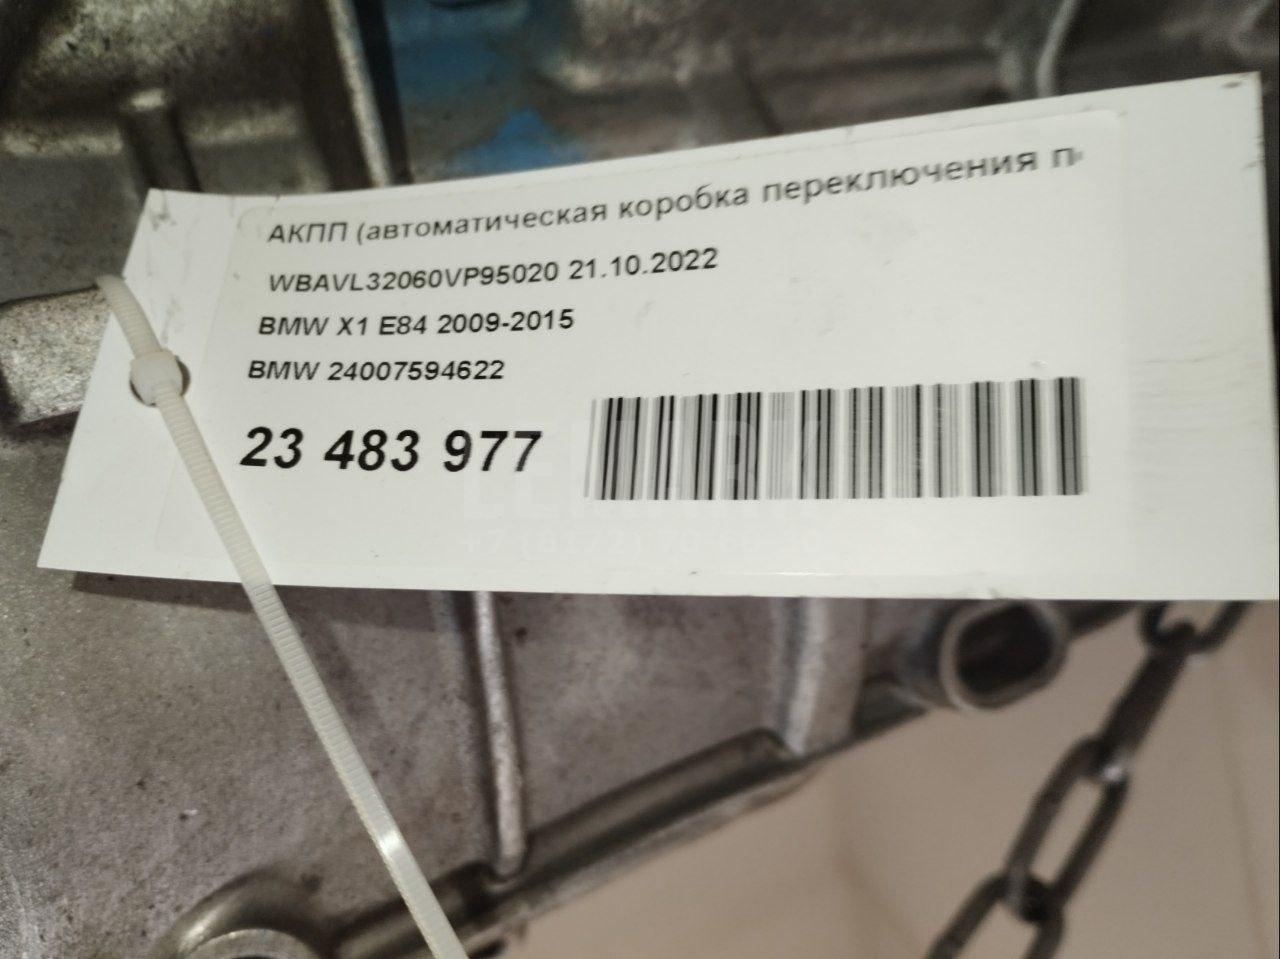 АКПП (автоматическая коробка переключения п
WBAVL32060VP95020 21.10.2022
BMW X1 E84 2009-2015
BMW 24007594622
23 483 977